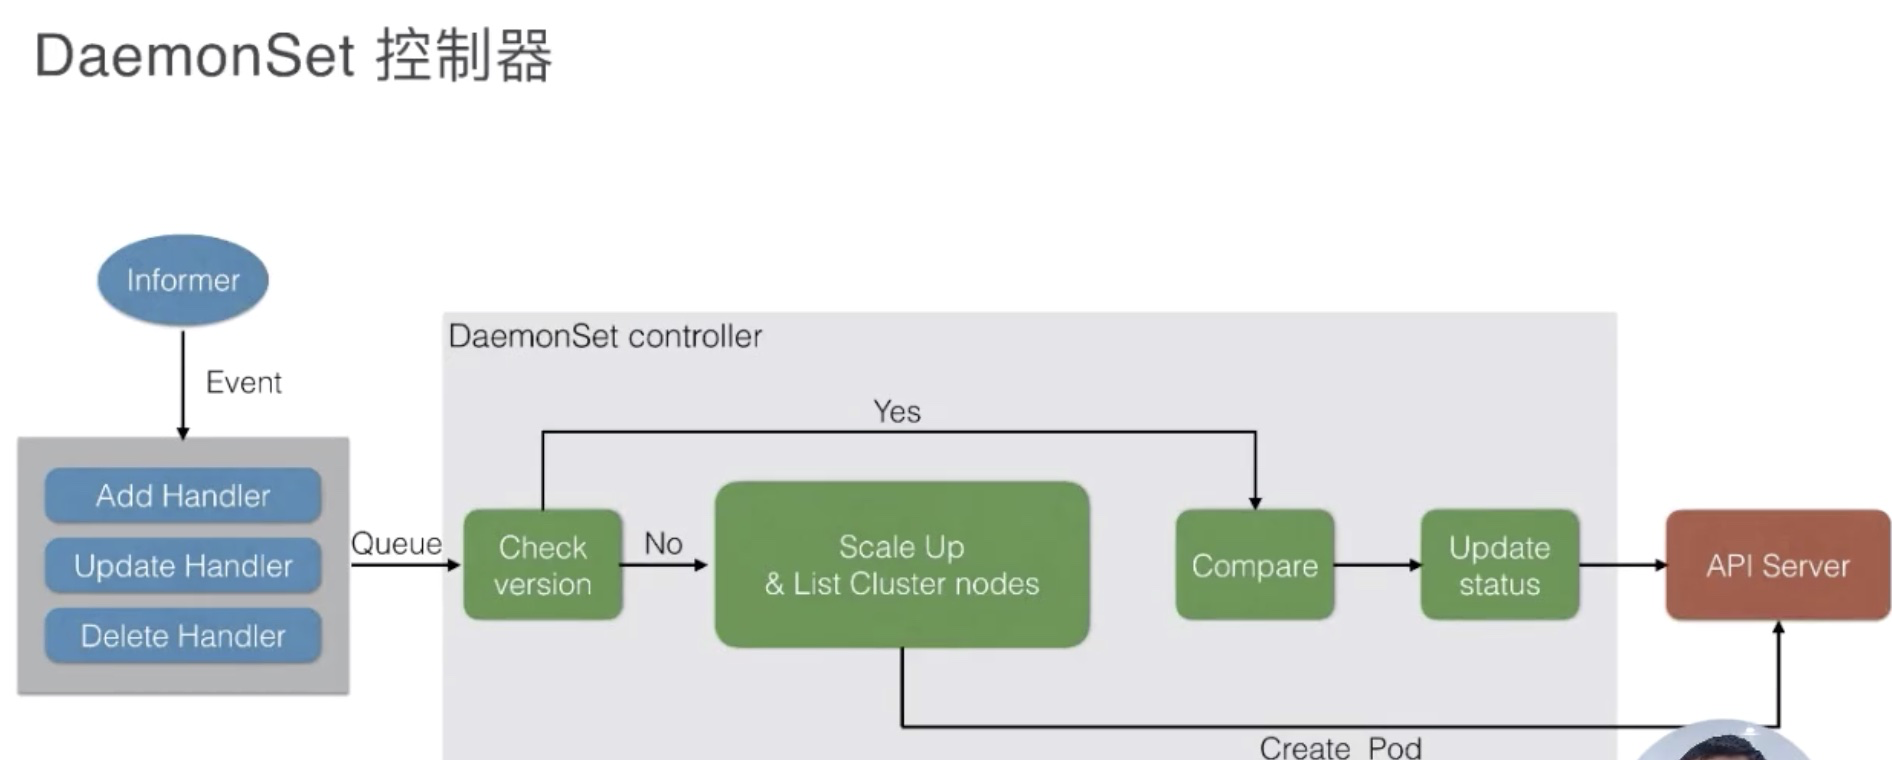 DaemonSet 控制器
Informer
Event
Add Handler
Update Handler
Delete Handler
Queue
DaemonSet controller
Yes
Check
version
No
Scale Up
& List Cluster nodes
Compare
Update
status
API Server
Create Pod